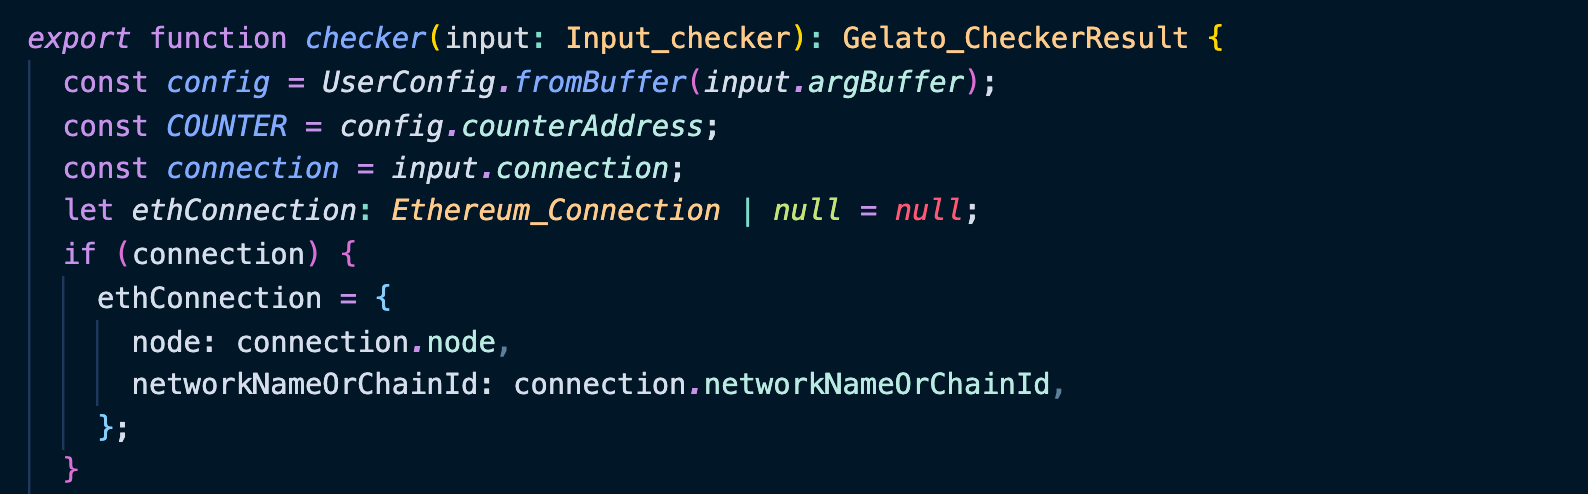 export function checker(input: Input_checker): Gelato_CheckerResult {
const config = UserConfig.fromBuffer(input.argBuffer);
const COUNTER = config.counterAddress;
const connection = input.connection;
let ethConnection: Ethereum_Connection | null = null;
if (connection) {
ethConnection = {
node: connection.node,
networkNameOrChainId: connection.networkNameOrChainId,
};
}